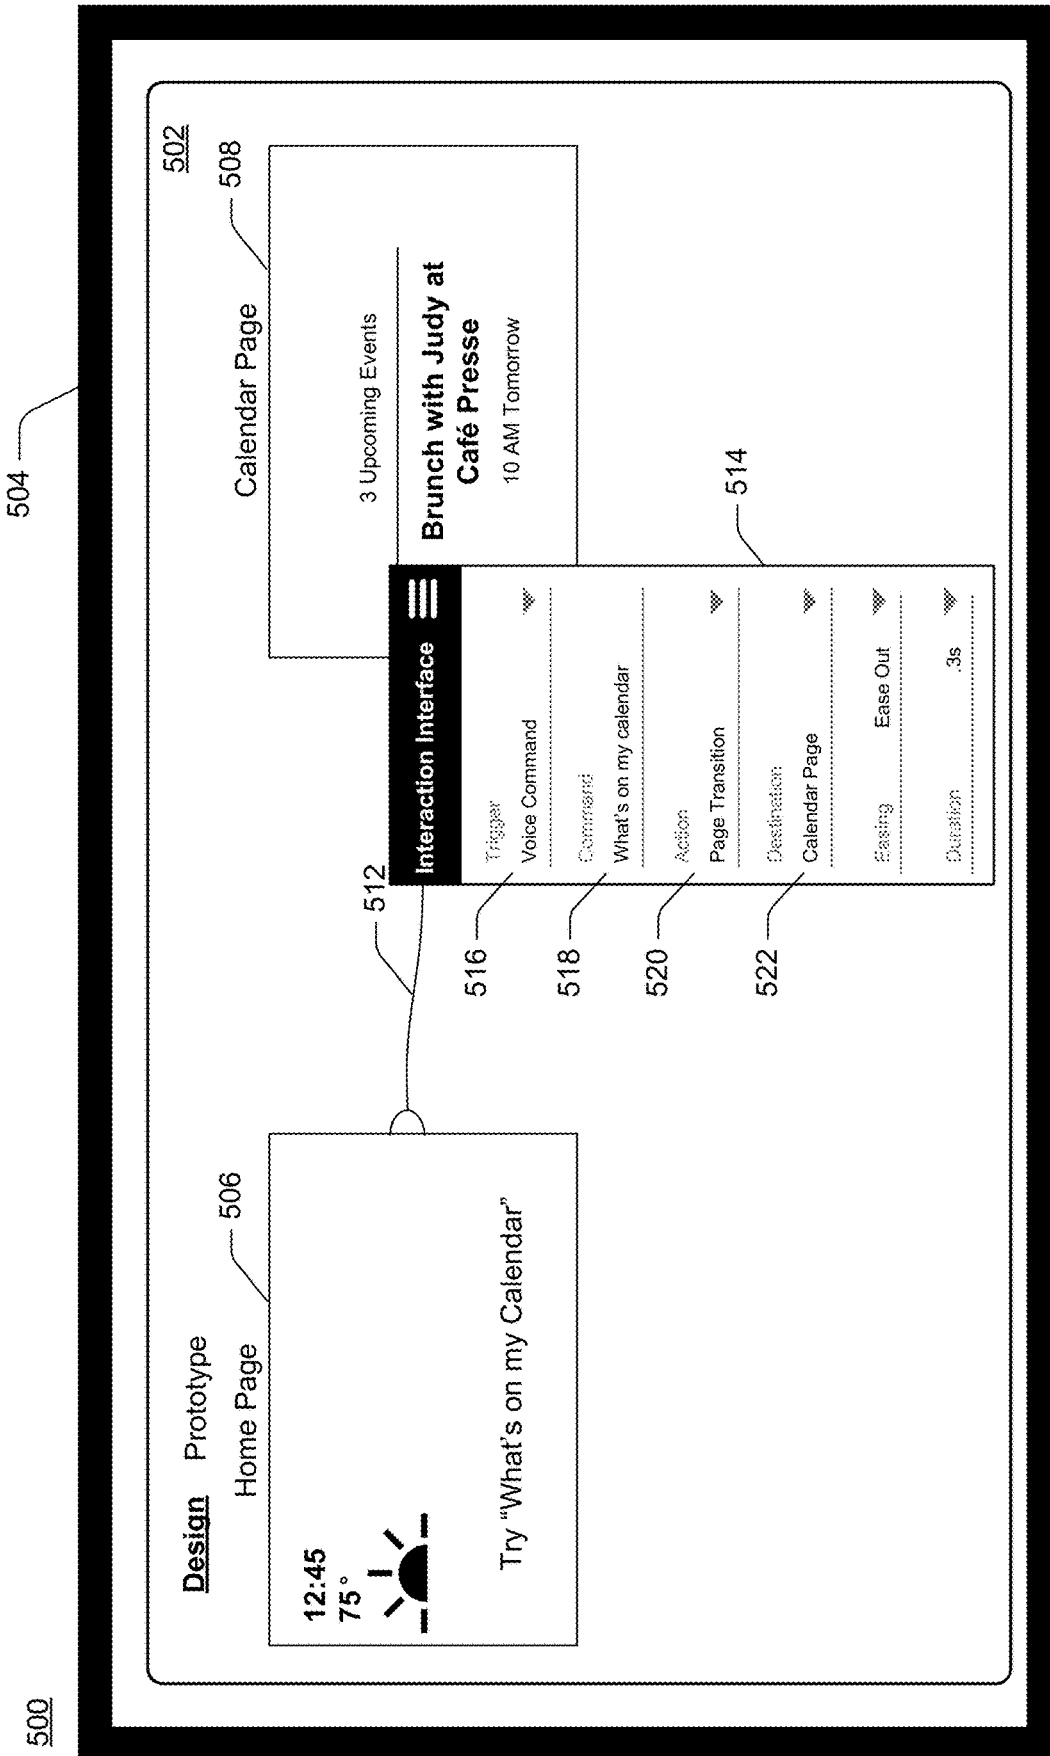 500
504
502
Design Prototype
Home Page
506
12:45
75°
Try “What’s on my Calendar”
Calendar Page
508
3 Upcoming Events
Brunch with Judy at
Café Presse
10 AM Tomorrow
512
Interaction Interface
514
516
Trigger
Voice Command
518
Command
What’s on my calendar
520
Action
Page Transition
522
Destination
Calendar Page
Easing Ease Out
Duration .3s